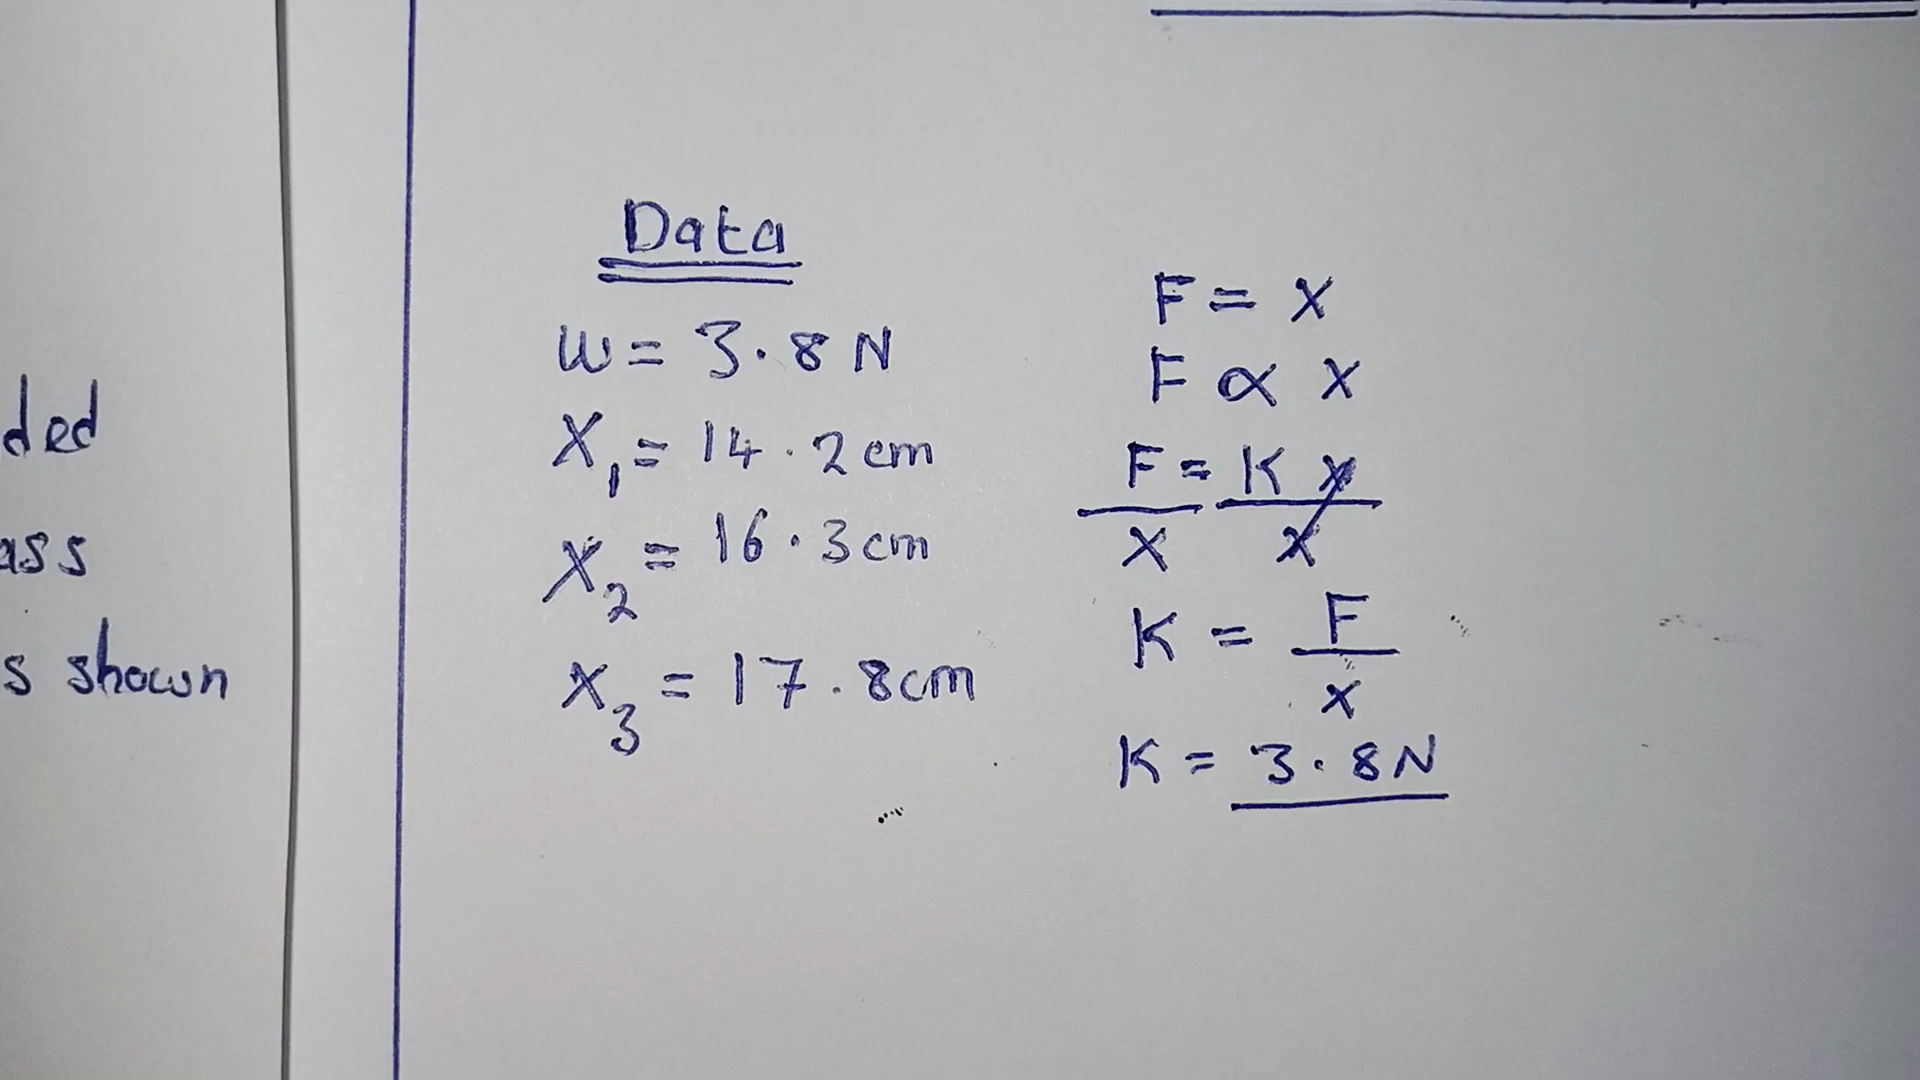 ded
ass
s shown
Data
W = 3.8 N
X₁ = 14.2 cm
X₂ = 16.3 cm
X₃ = 17.8 cm
F = X
F ∝ X
F = K X
X X
K = F
X
K = 3.8 N